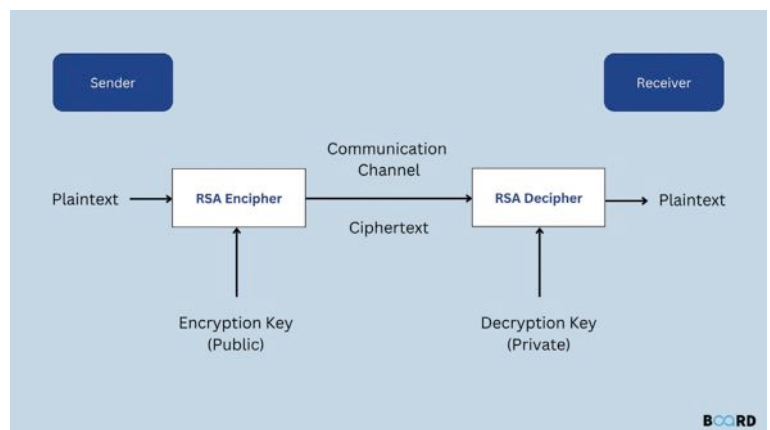 Sender
Receiver
Communication
Channel
Plaintext
RSA Encipher
RSA Decipher
Plaintext
Ciphertext
Encryption Key
(Public)
Decryption Key
(Private)
BOARD